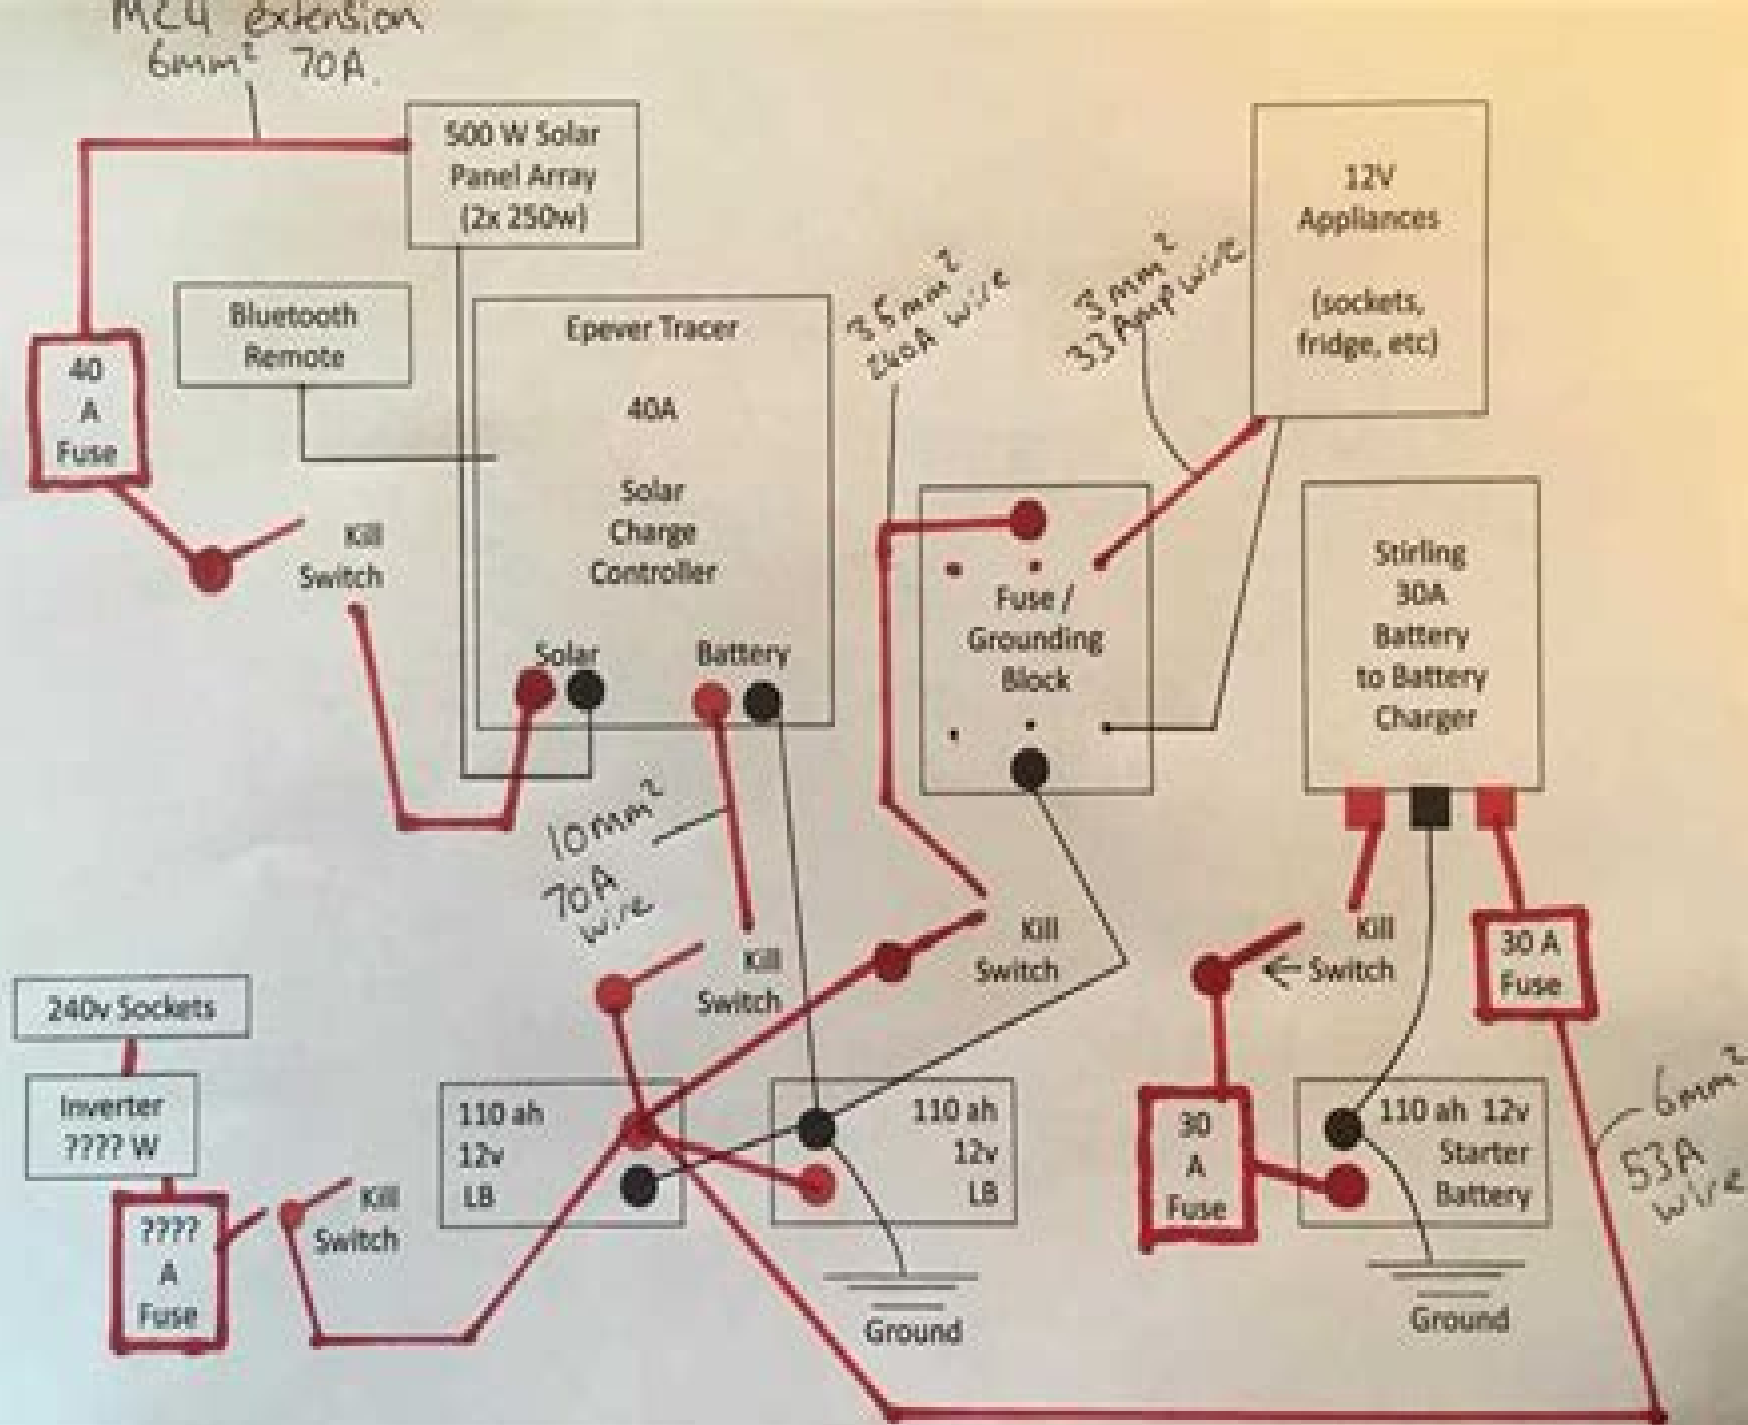 MC4 extension
6mm² 70A.
500 W Solar
Panel Array
(2x 250w)
12V
Appliances
(sockets,
fridge, etc)
Bluetooth
Remote
Epever Tracer
40A
Solar
Charge
Controller
Solar
Battery
35mm²
240A wire
3mm²
33Amp wire
40
A
Fuse
Kill
Switch
Fuse /
Grounding
Block
Stirling
30A
Battery
to Battery
Charger
10mm²
70A
wire
Kill
Switch
Kill
Switch
Kill
Switch
30 A
Fuse
240v Sockets
Inverter
???? W
????
A
Fuse
Kill
Switch
110 ah
12v
LB
110 ah
12v
LB
Ground
30
A
Fuse
110 ah 12v
Starter
Battery
Ground
6mm²
53A
wire